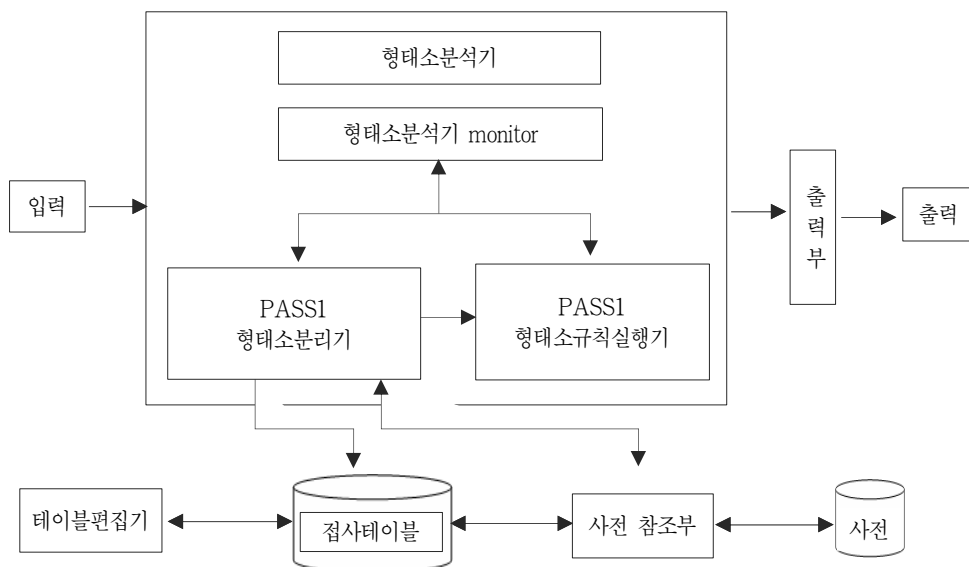 형태소분석기
형태소분석기 monitor
입력
출
력
부
출력
PASS1
형태소분리기
PASS1
형태소규칙실행기
테이블편집기
접사테이블
사전 참조부
사전